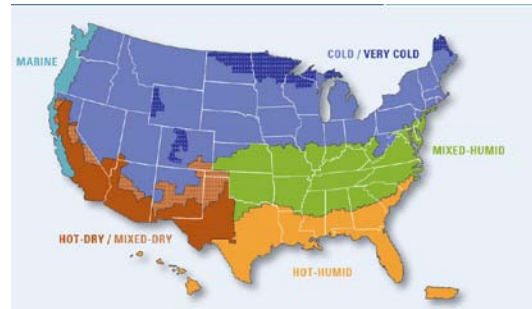 MARINE
COLD / VERY COLD
MIXED-HUMID
HOT-DRY / MIXED-DRY
HOT-HUMID